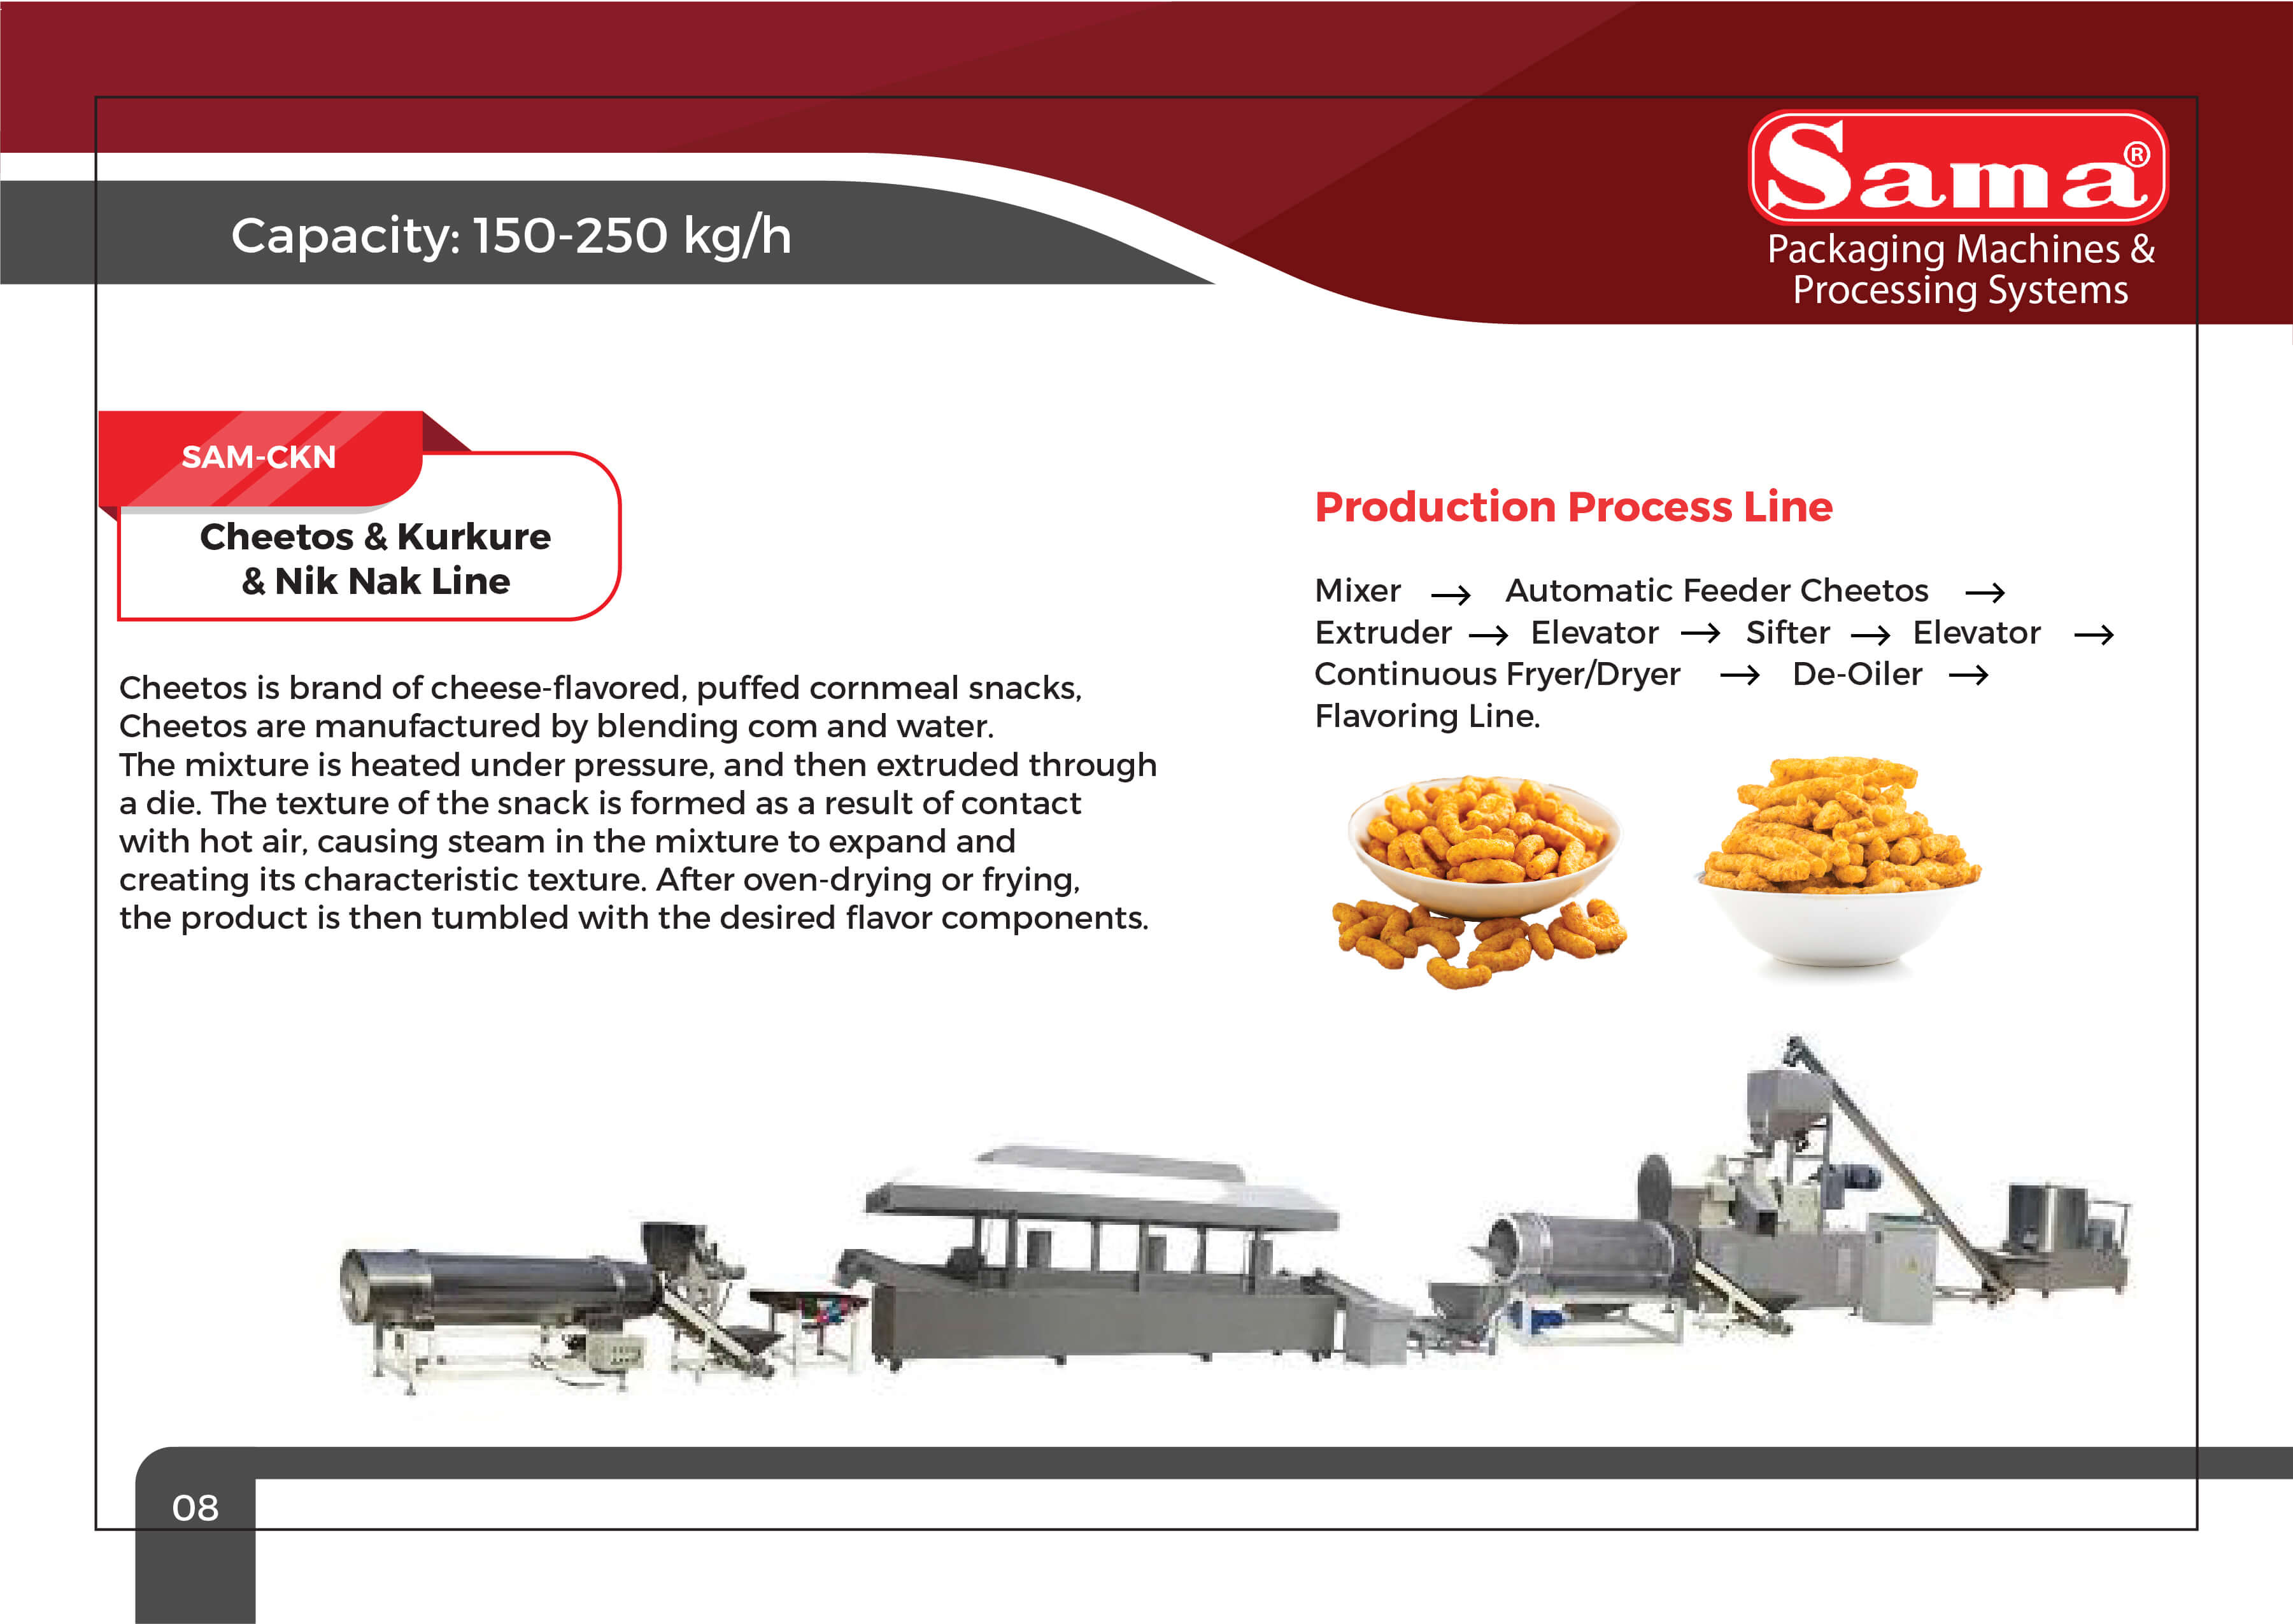 Capacity: 150-250 kg/h
Sama®
Packaging Machines &
Processing Systems
SAM-CKN
Cheetos & Kurkure
& Nik Nak Line
Cheetos is brand of cheese-flavored, puffed cornmeal snacks,
Cheetos are manufactured by blending com and water.
The mixture is heated under pressure, and then extruded through
a die. The texture of the snack is formed as a result of contact
with hot air, causing steam in the mixture to expand and
creating its characteristic texture. After oven-drying or frying,
the product is then tumbled with the desired flavor components.
Production Process Line
Mixer → Automatic Feeder Cheetos →
Extruder → Elevator → Sifter → Elevator →
Continuous Fryer/Dryer → De-Oiler →
Flavoring Line.
08